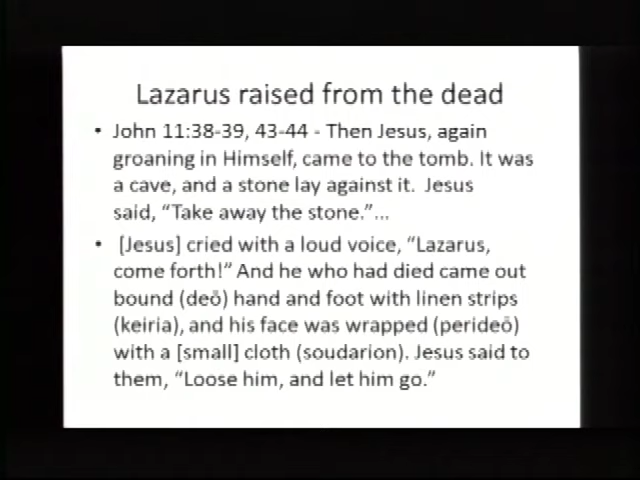 Lazarus raised from the dead
• John 11:38-39, 43-44 - Then Jesus, again
groaning in Himself, came to the tomb. It was
a cave, and a stone lay against it.  Jesus
said, “Take away the stone.”...
•  [Jesus] cried with a loud voice, “Lazarus,
come forth!” And he who had died came out
bound (deō) hand and foot with linen strips
(keiria), and his face was wrapped (perideō)
with a [small] cloth (soudarion). Jesus said to
them, “Loose him, and let him go.”